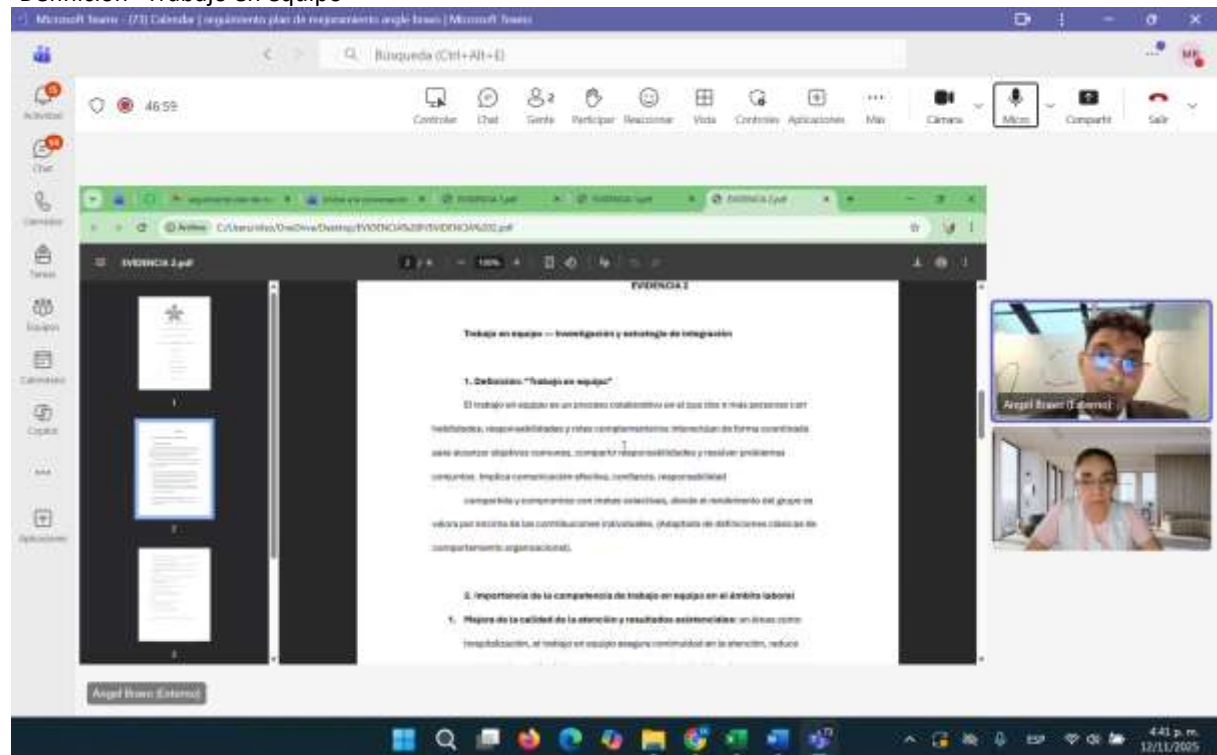 Definición "Trabajo en equipo"
Microsoft Teams
Búsqueda (Ctrl+Alt+E)
46:59
Controlar Chat Gente Participar Reaccionar Vista Controles Aplicaciones Más Cámara Micro Compartir Salir
Actividad
Chat
Tareas
Equipos
Calendario
Copilot
Aplicaciones
EVIDENCIA 2.pdf
100%
1
2
3
EVIDENCIA 2
Trabajo en equipo — Investigación y estrategia de integración
1. Definición: "Trabajo en equipo"
El trabajo en equipo es un proceso colaborativo en el que dos o más personas con
habilidades, responsabilidades y roles complementarios interactúan de forma coordinada
para alcanzar objetivos comunes, compartir responsabilidades y resolver problemas
conjuntos. Implica comunicación efectiva, confianza, responsabilidad
compartida y compromiso con metas colectivas, donde el rendimiento del grupo se
valora por encima de las contribuciones individuales. (Adaptado de definiciones clásicas de
comportamiento organizacional).
2. Importancia de la competencia de trabajo en equipo en el ámbito laboral
1. Mejora de la calidad de la atención y resultados asistenciales: en áreas como
hospitalización, el trabajo en equipo asegura continuidad en la atención, reduce
Angel Bravo (Externo)
Angel Bravo (Externo)
ESP
4:41 p. m.
12/11/2025